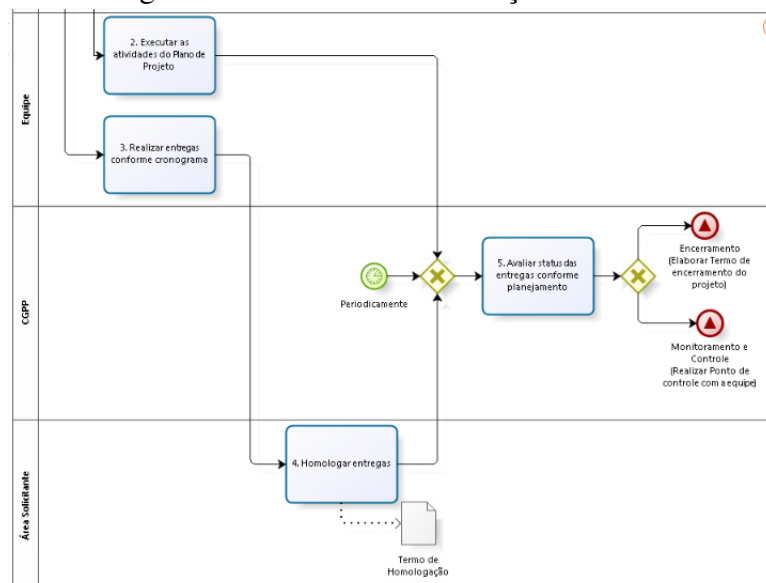 Equipe
2. Executar as
atividades do Plano de
Projeto
3. Realizar entregas
conforme cronograma
CGPP
Periodicamente
5. Avaliar status das
entregas conforme
planejamento
Encerramento
(Elaborar Termo de
encerramento do
projeto)
Monitoramento e
Controle
(Realizar Ponto de
controle com a equipe)
Área Solicitante
4. Homologar entregas
Termo de
Homologação